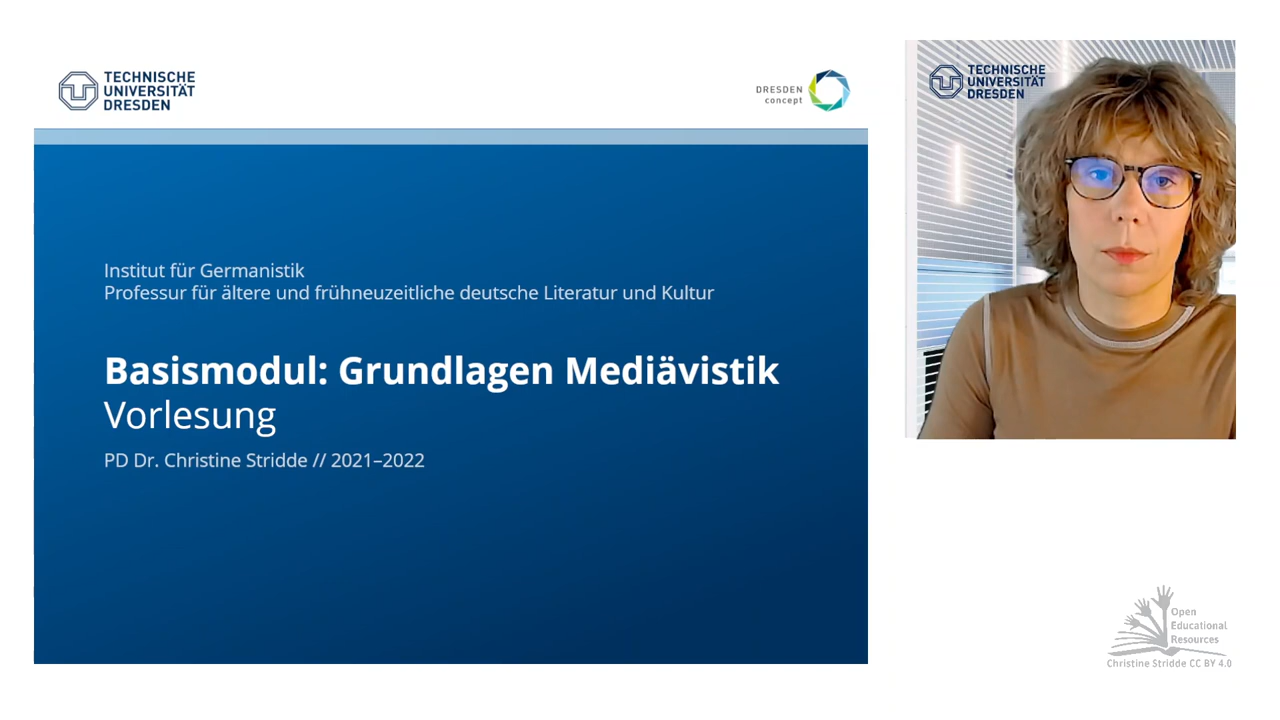 TECHNISCHE
UNIVERSITÄT
DRESDEN
DRESDEN
concept
Institut für Germanistik
Professur für ältere und frühneuzeitliche deutsche Literatur und Kultur
Basismodul: Grundlagen Mediävistik
Vorlesung
PD Dr. Christine Stridde // 2021–2022
TECHNISCHE
UNIVERSITÄT
DRESDEN
Open
Educational
Resources
Christine Stridde CC BY 4.0